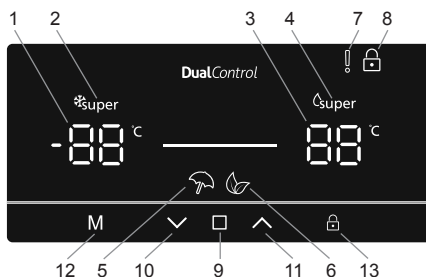 1 2 3 4 7 8
DualControl
super super
-88 °C 88 °C
M
12 5 10 9 11 6 13